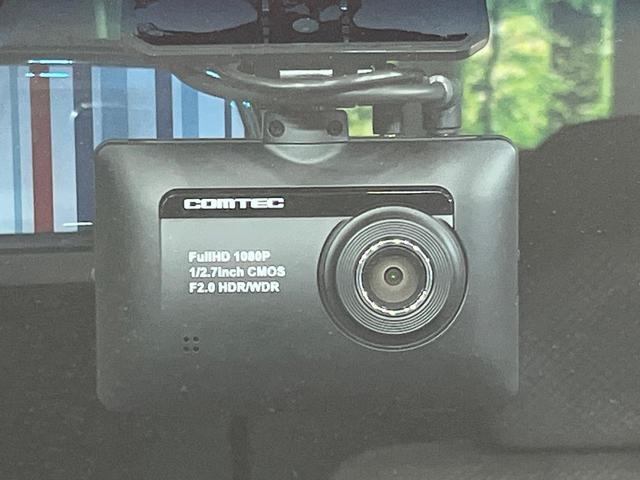 COMTEC
FullHD 1080P
1/2.7inch CMOS
F2.0 HDR/WDR